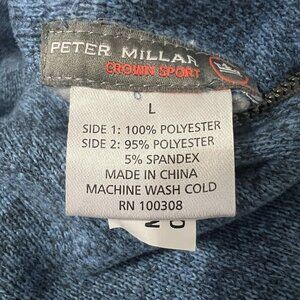 PETER MILLAR
CROWN SPORT
L
SIDE 1: 100% POLYESTER
SIDE 2: 95% POLYESTER
5% SPANDEX
MADE IN CHINA
MACHINE WASH COLD
RN 100308